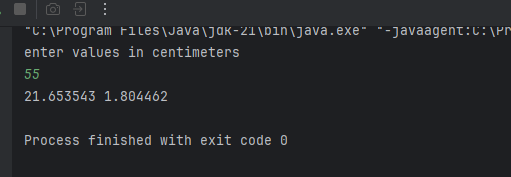 "C:\Program Files\Java\jdk-21\bin\java.exe" "-javaagent:C:\Pr
enter values in centimeters
55
21.653543 1.804462
Process finished with exit code 0